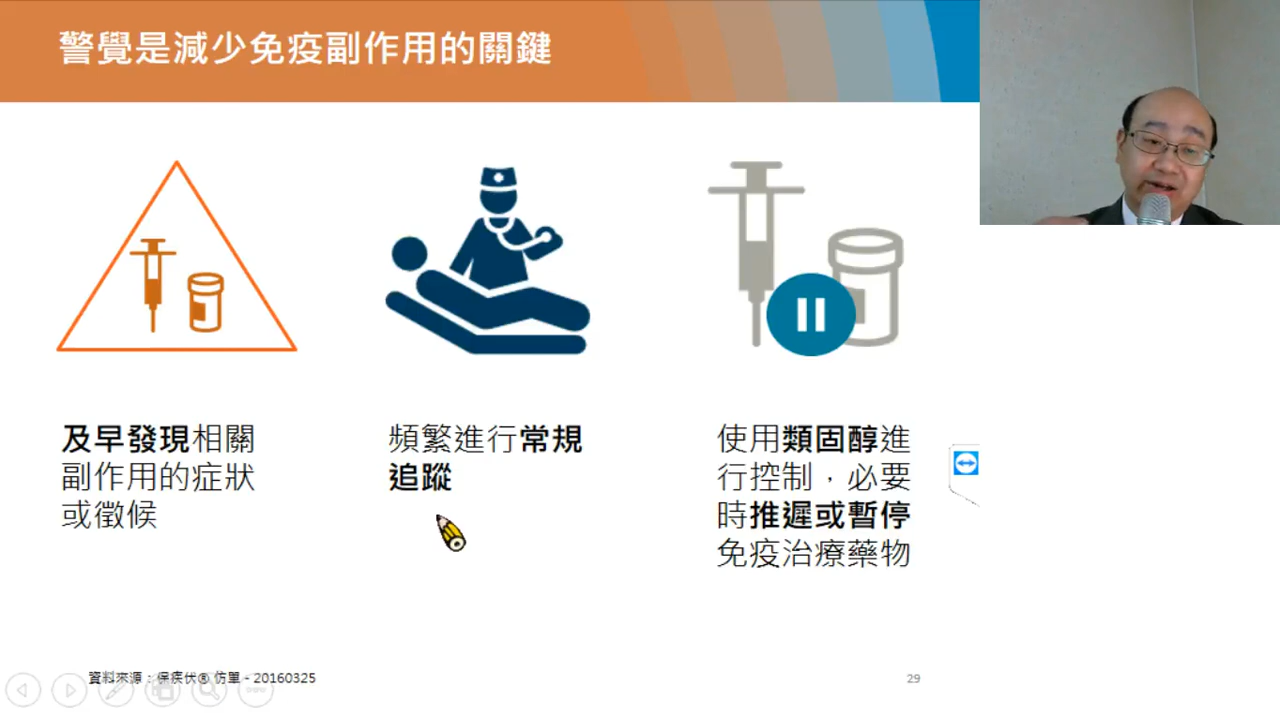 警覺是減少免疫副作用的關鍵
及早發現相關
副作用的症狀
或徵候
頻繁進行常規
追蹤
使用類固醇進
行控制，必要
時推遲或暫停
免疫治療藥物
資料來源：保疾伏® 仿單 - 20160325
29